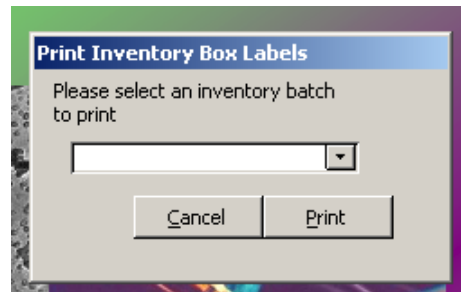 Print Inventory Box Labels
Please select an inventory batch
to print
Cancel
Print